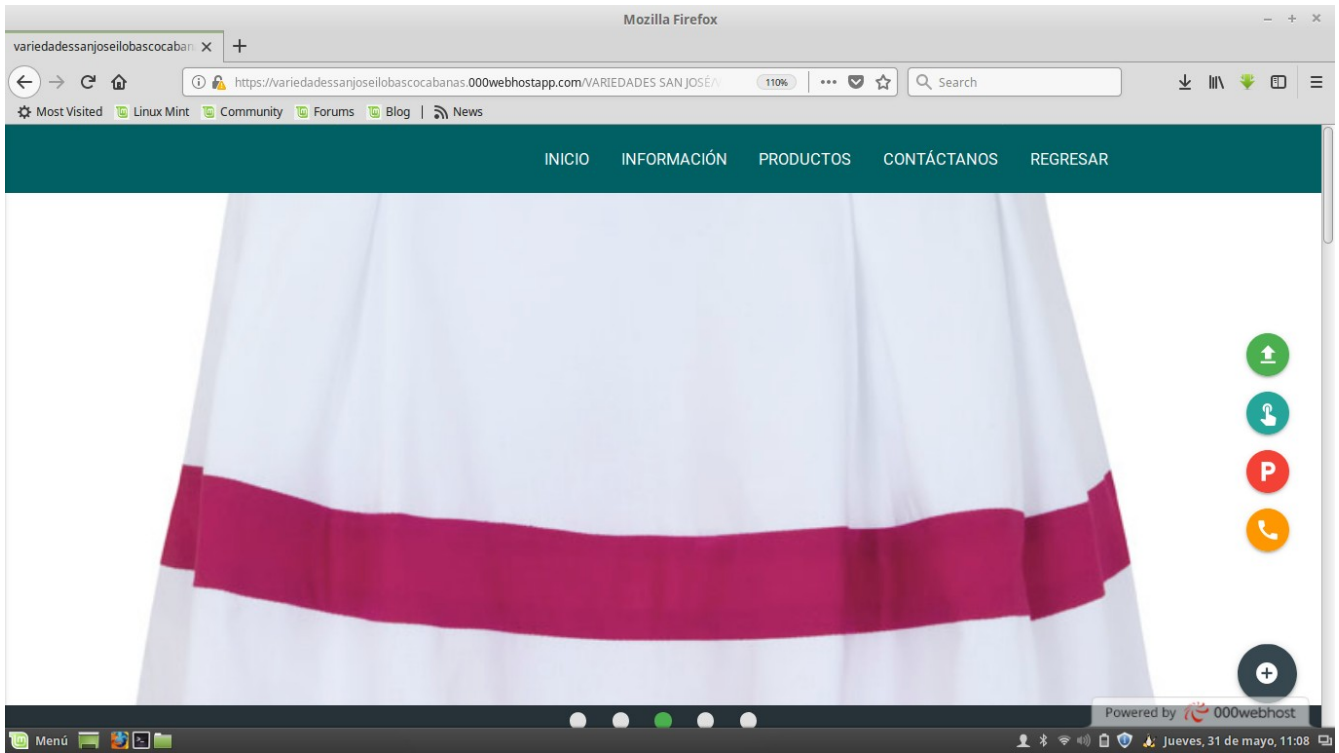 Mozilla Firefox
variedadessanjoseilobascocaban
https://variedadessanjoseilobascocabanas.000webhostapp.com/VARIEDADES SAN JOSÉ/
110%
Search
Most Visited Linux Mint Community Forums Blog | News
INICIO INFORMACIÓN PRODUCTOS CONTÁCTANOS REGRESAR
P
Powered by 000webhost
Menú
Jueves, 31 de mayo, 11:08